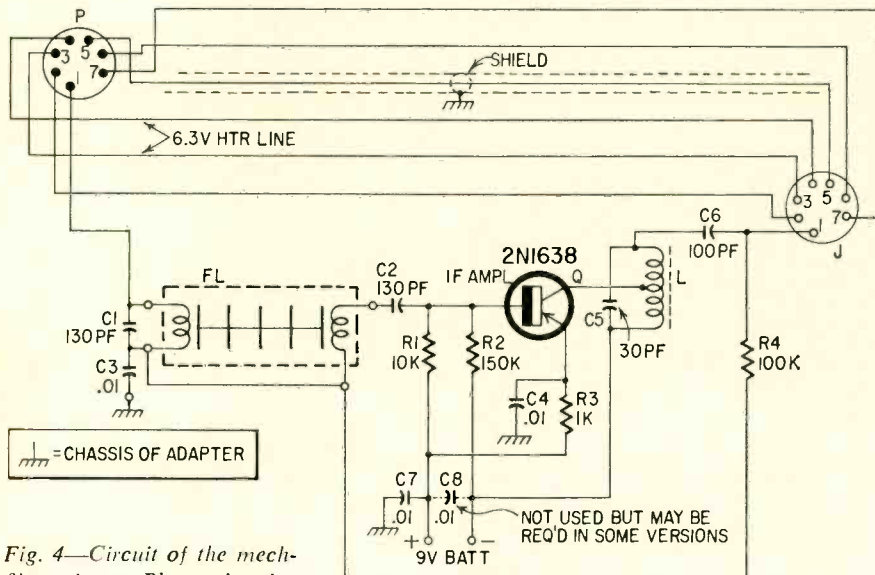 P
3
5
7
1
SHIELD
6.3V HTR LINE
3
5
7
1
J
C6
100PF
2N1638
IF AMPL
Q
L
FL
C2
130PF
C1
130PF
C3
.01
R1
10K
R2
150K
C5
30PF
R4
100K
C4
.01
R3
1K
=CHASSIS OF ADAPTER
C7
.01
C8
.01
NOT USED BUT MAY BE
REQ'D IN SOME VERSIONS
+
-
9V BATT
Fig. 4—Circuit of the mech-